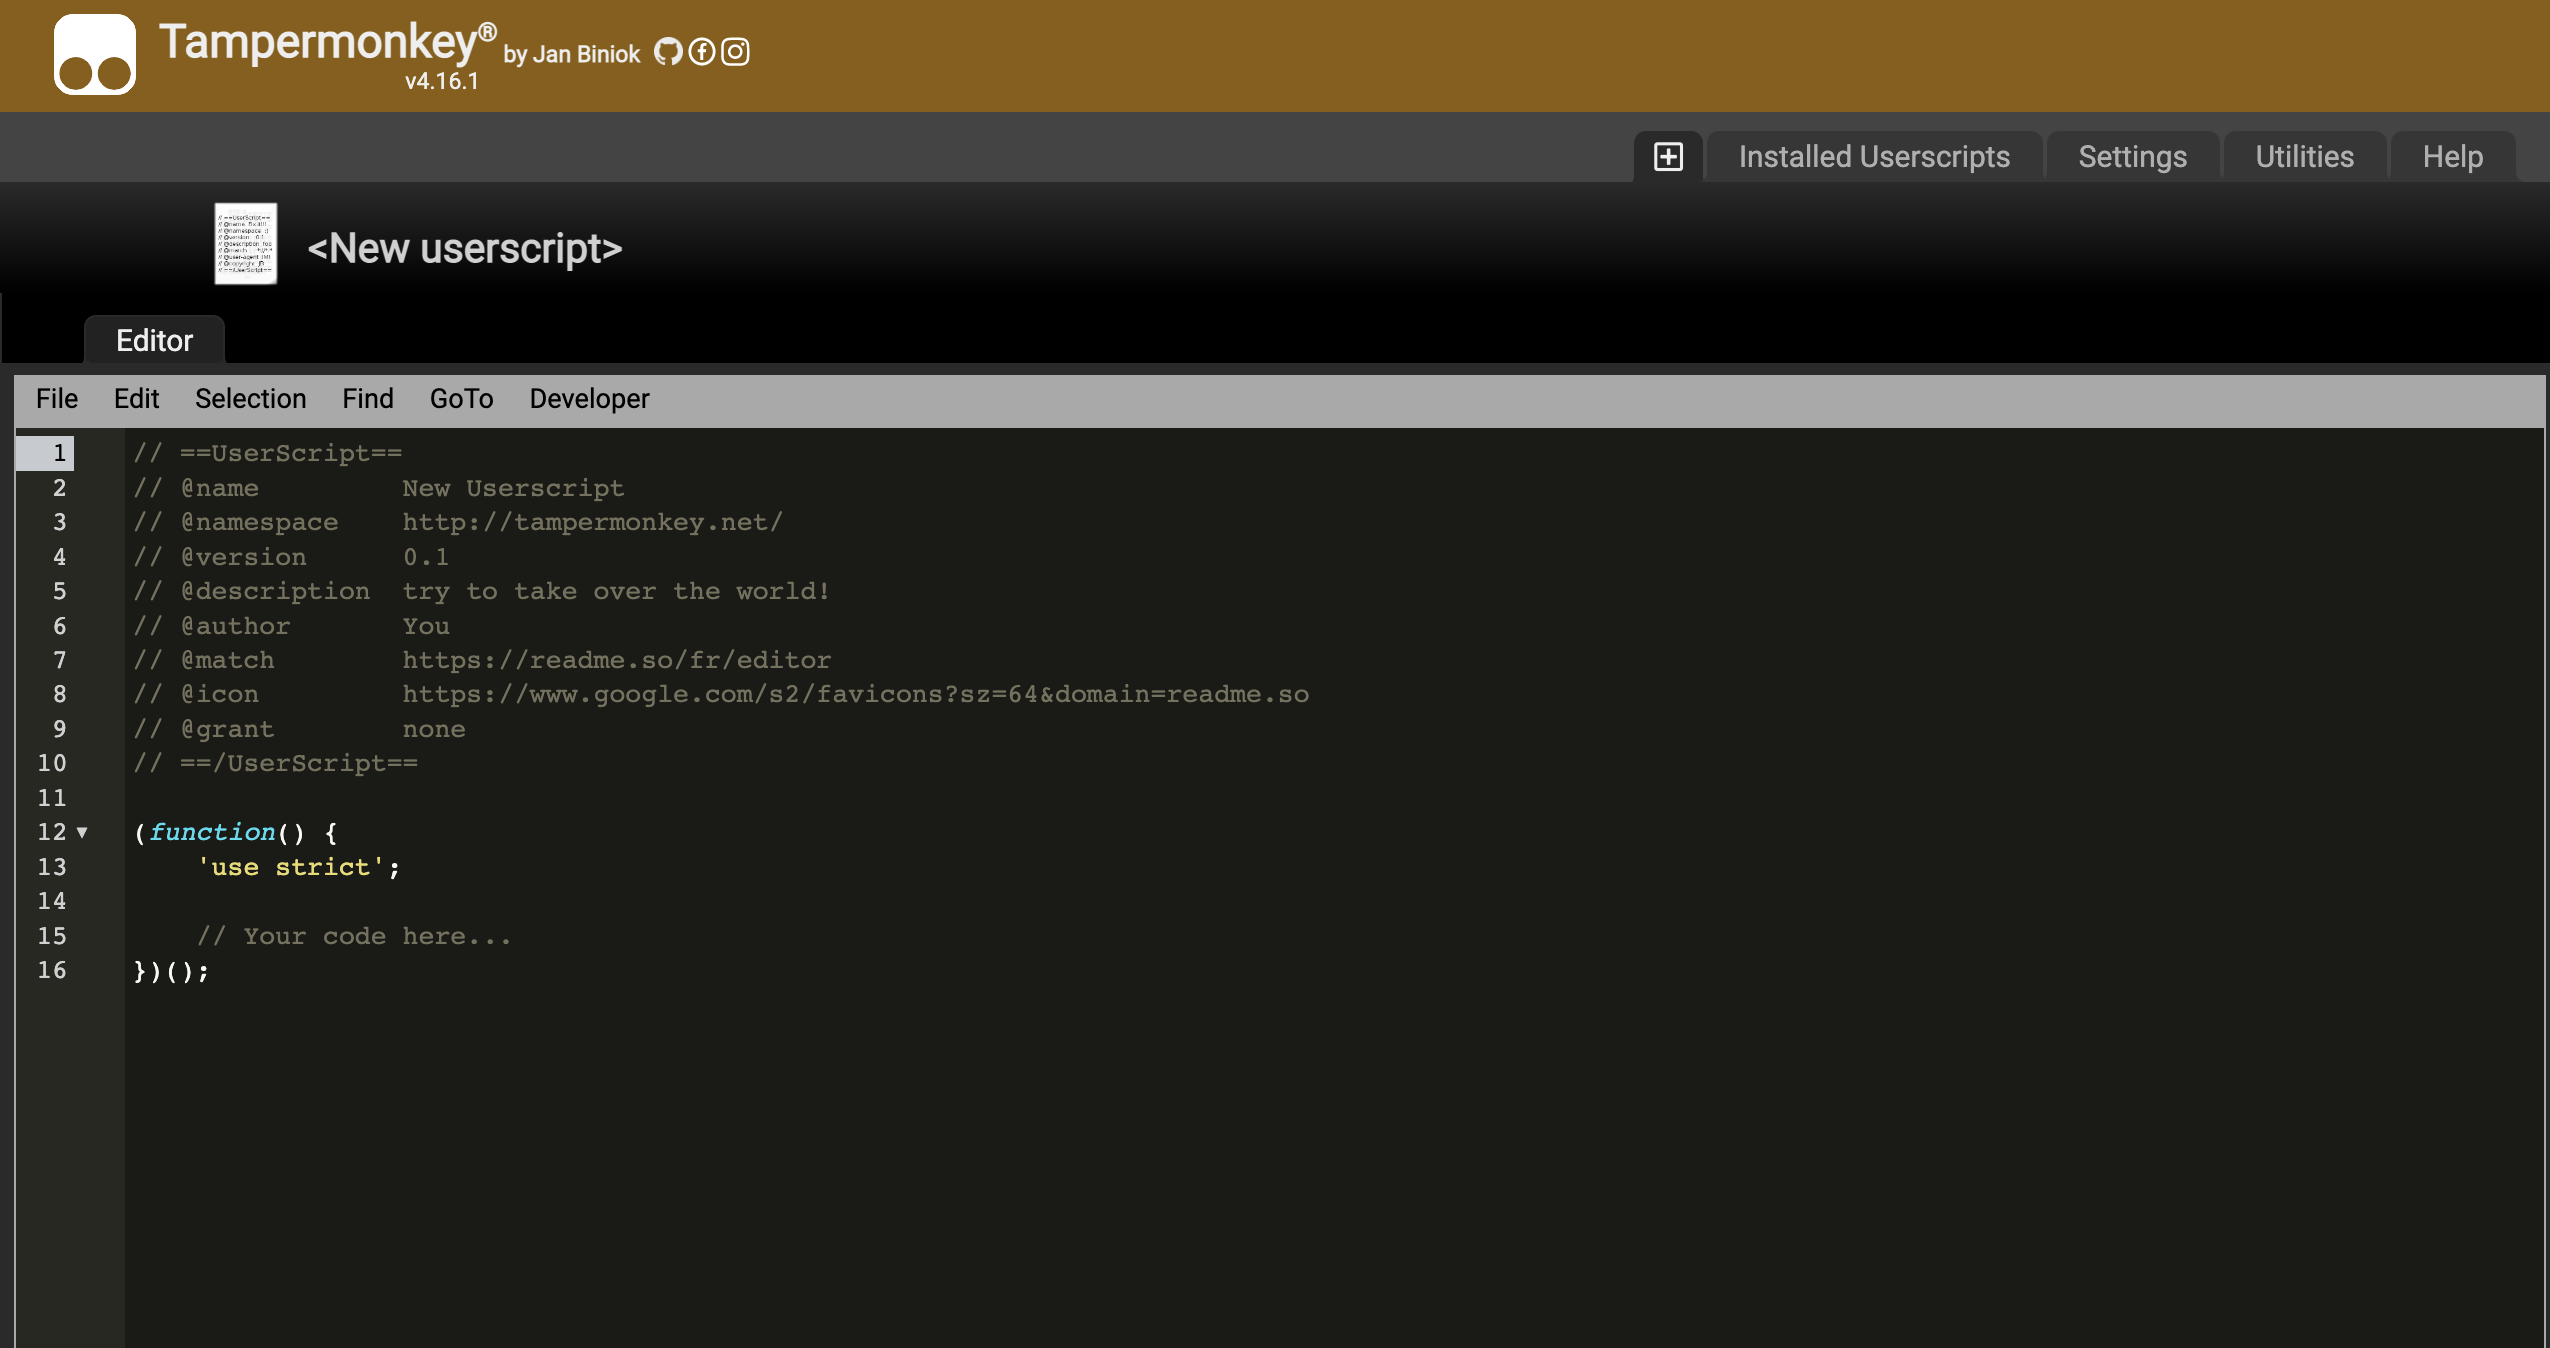 Tampermonkey® by Jan Biniok
v4.16.1
Installed Userscripts
Settings
Utilities
Help
<New userscript>
Editor
File Edit Selection Find GoTo Developer
1 // ==UserScript==
2 // @name         New Userscript
3 // @namespace    http://tampermonkey.net/
4 // @version      0.1
5 // @description  try to take over the world!
6 // @author       You
7 // @match        https://readme.so/fr/editor
8 // @icon         https://www.google.com/s2/favicons?sz=64&domain=readme.so
9 // @grant        none
10 // ==/UserScript==
11
12 (function() {
13     'use strict';
14
15     // Your code here...
16 })();